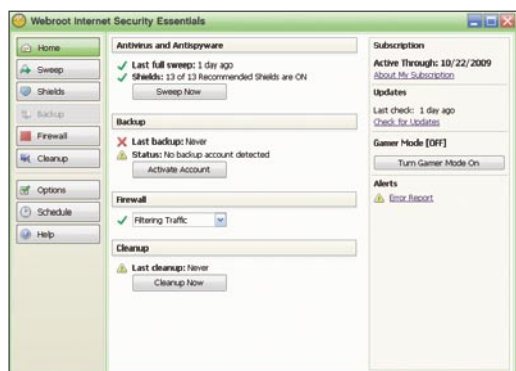 Webroot Internet Security Essentials
Home
Sweep
Shields
Backup
Firewall
Cleanup
Options
Schedule
Help
Antivirus and Antispyware
Last full sweep: 1 day ago
Shields: 13 of 13 Recommended Shields are ON
Sweep Now
Backup
Last backup: Never
Status: No backup account detected
Activate Account
Firewall
Filtering Traffic
Cleanup
Last cleanup: Never
Cleanup Now
Subscription
Active Through: 10/22/2009
About My Subscription
Updates
Last check: 1 day ago
Check for Updates
Gamer Mode [OFF]
Turn Gamer Mode On
Alerts
Error Report